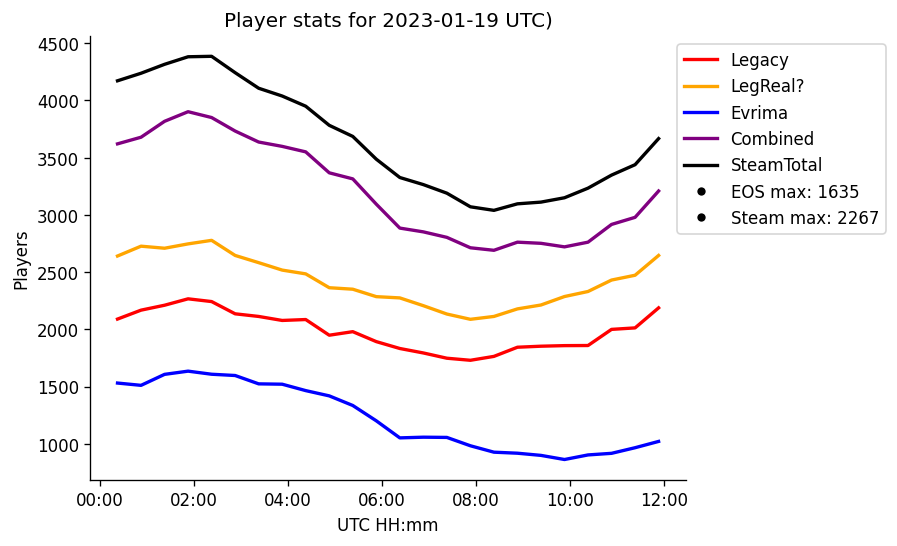 Player stats for 2023-01-19 UTC)
4500
4000
3500
3000
2500
2000
1500
1000
Players
00:00 02:00 04:00 06:00 08:00 10:00 12:00
UTC HH:mm
Legacy
LegReal?
Evrima
Combined
SteamTotal
EOS max: 1635
Steam max: 2267